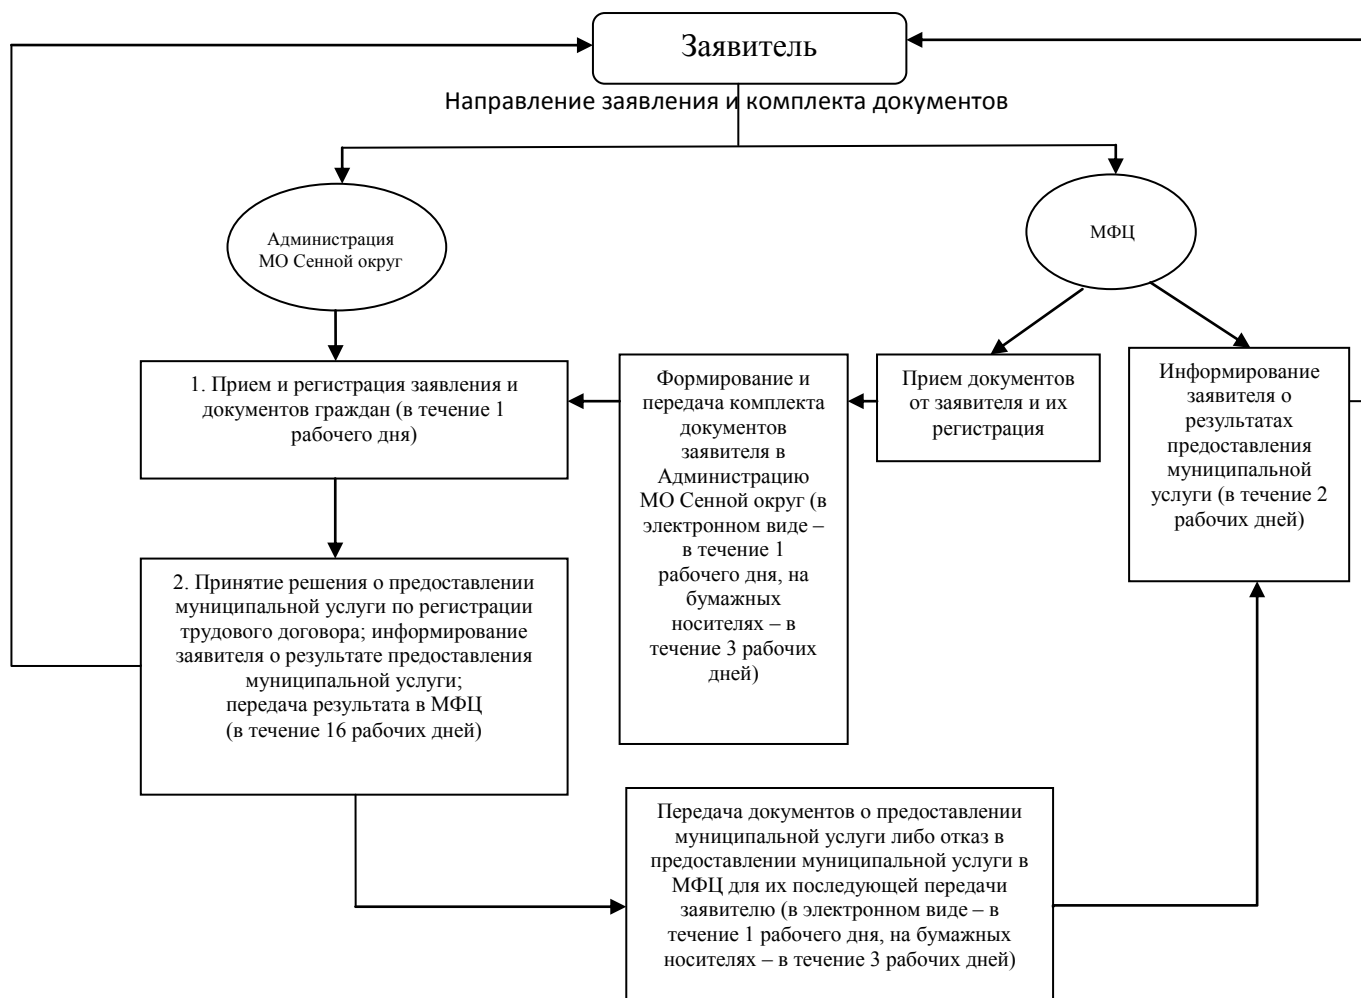 Заявитель
Направление заявления и комплекта документов
Администрация
МО Сенной округ
МФЦ
1. Прием и регистрация заявления и
документов граждан (в течение 1
рабочего дня)
Формирование и
передача комплекта
документов
заявителя в
Администрацию
МО Сенной округ (в
электронном виде –
в течение 1
рабочего дня, на
бумажных
носителях – в
течение 3 рабочих
дней)
Прием документов
от заявителя и их
регистрация
Информирование
заявителя о
результатах
предоставления
муниципальной
услуги (в течение 2
рабочих дней)
2. Принятие решения о предоставлении
муниципальной услуги по регистрации
трудового договора; информирование
заявителя о результате предоставления
муниципальной услуги;
передача результата в МФЦ
(в течение 16 рабочих дней)
Передача документов о предоставлении
муниципальной услуги либо отказ в
предоставлении муниципальной услуги в
МФЦ для их последующей передачи
заявителю (в электронном виде – в
течение 1 рабочего дня, на бумажных
носителях – в течение 3 рабочих дней)